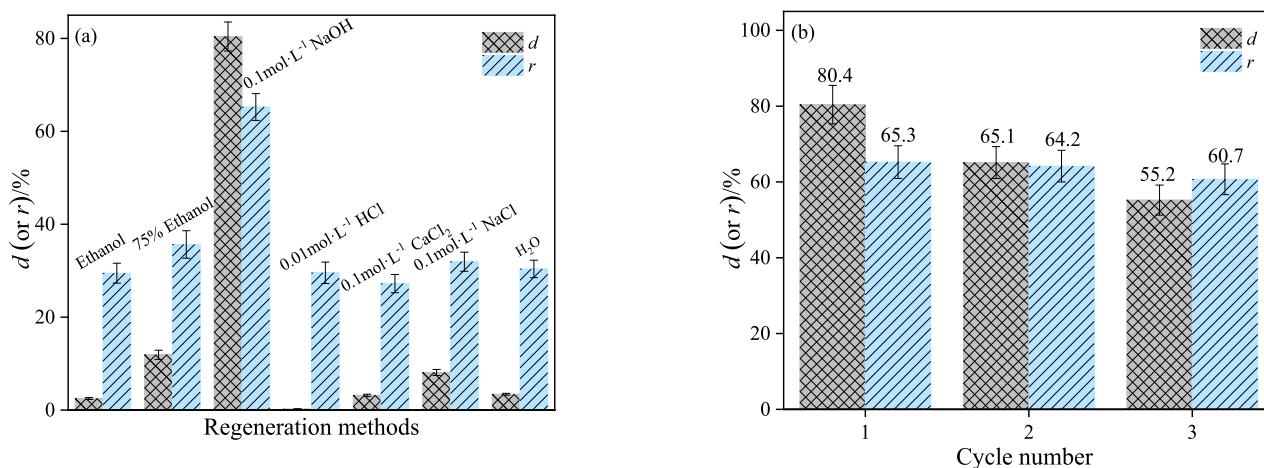 (a)
d
r
Ethanol
75% Ethanol
0.1mol·L⁻¹ NaOH
0.01mol·L⁻¹ HCl
0.1mol·L⁻¹ CaCl₂
0.1mol·L⁻¹ NaCl
H₂O
80
60
40
20
0
d (or r)/%
Regeneration methods
(b)
d
r
100
80
60
40
20
0
80.4
65.3
65.1
64.2
55.2
60.7
1
2
3
d (or r)/%
Cycle number